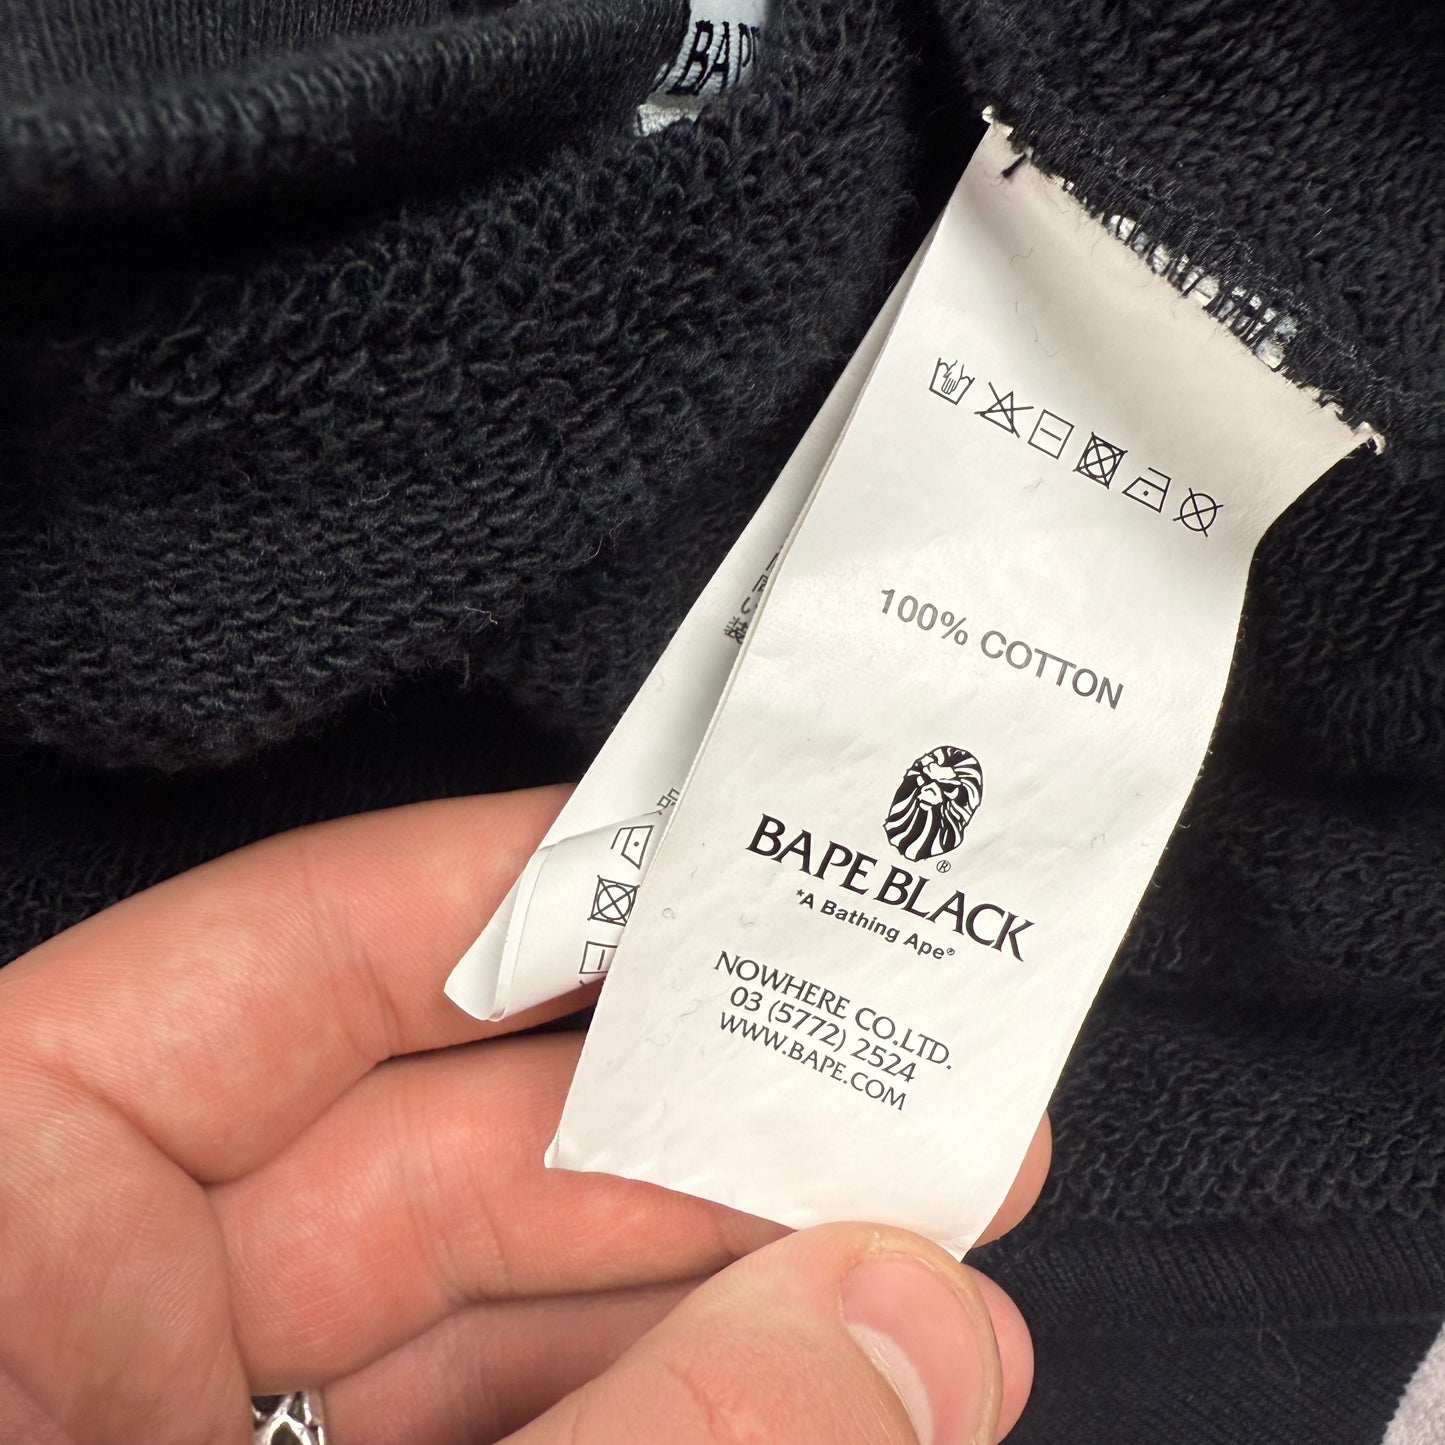 BAPE
100% COTTON
BAPE BLACK®
*A Bathing Ape®
NOWHERE CO.LTD.
03 (5772) 2524
WWW.BAPE.COM